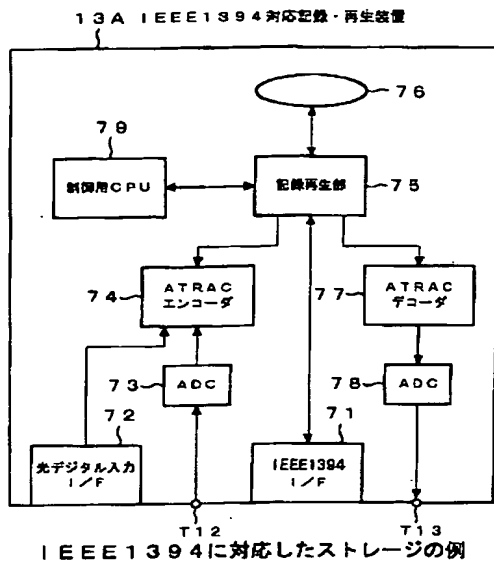 13A IEEE1394対応記録・再生装置
76
79
制御用CPU
記録再生部
75
74
ATRAC
エンコーダ
77
ATRAC
デコーダ
73
ADC
78
ADC
72
光デジタル入力
I/F
71
IEEE1394
I/F
T12
T13
IEEE1394に対応したストレージの例